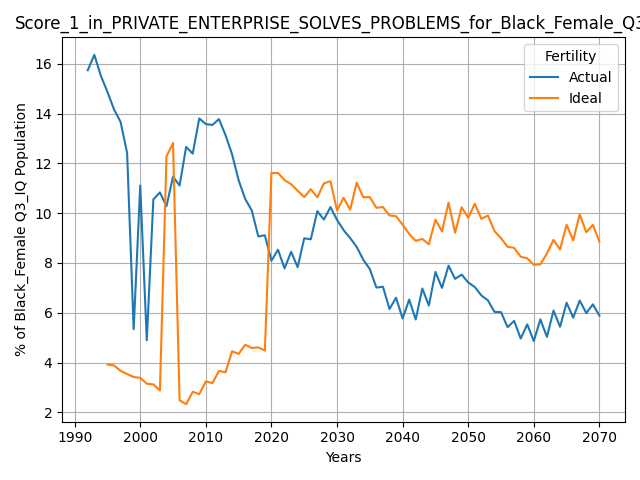 Score_1_in_PRIVATE_ENTERPRISE_SOLVES_PROBLEMS_for_Black_Female_Q3
Fertility
Actual
Ideal
% of Black_Female Q3_IQ Population
16
14
12
10
8
6
4
2
1990 2000 2010 2020 2030 2040 2050 2060 2070
Years